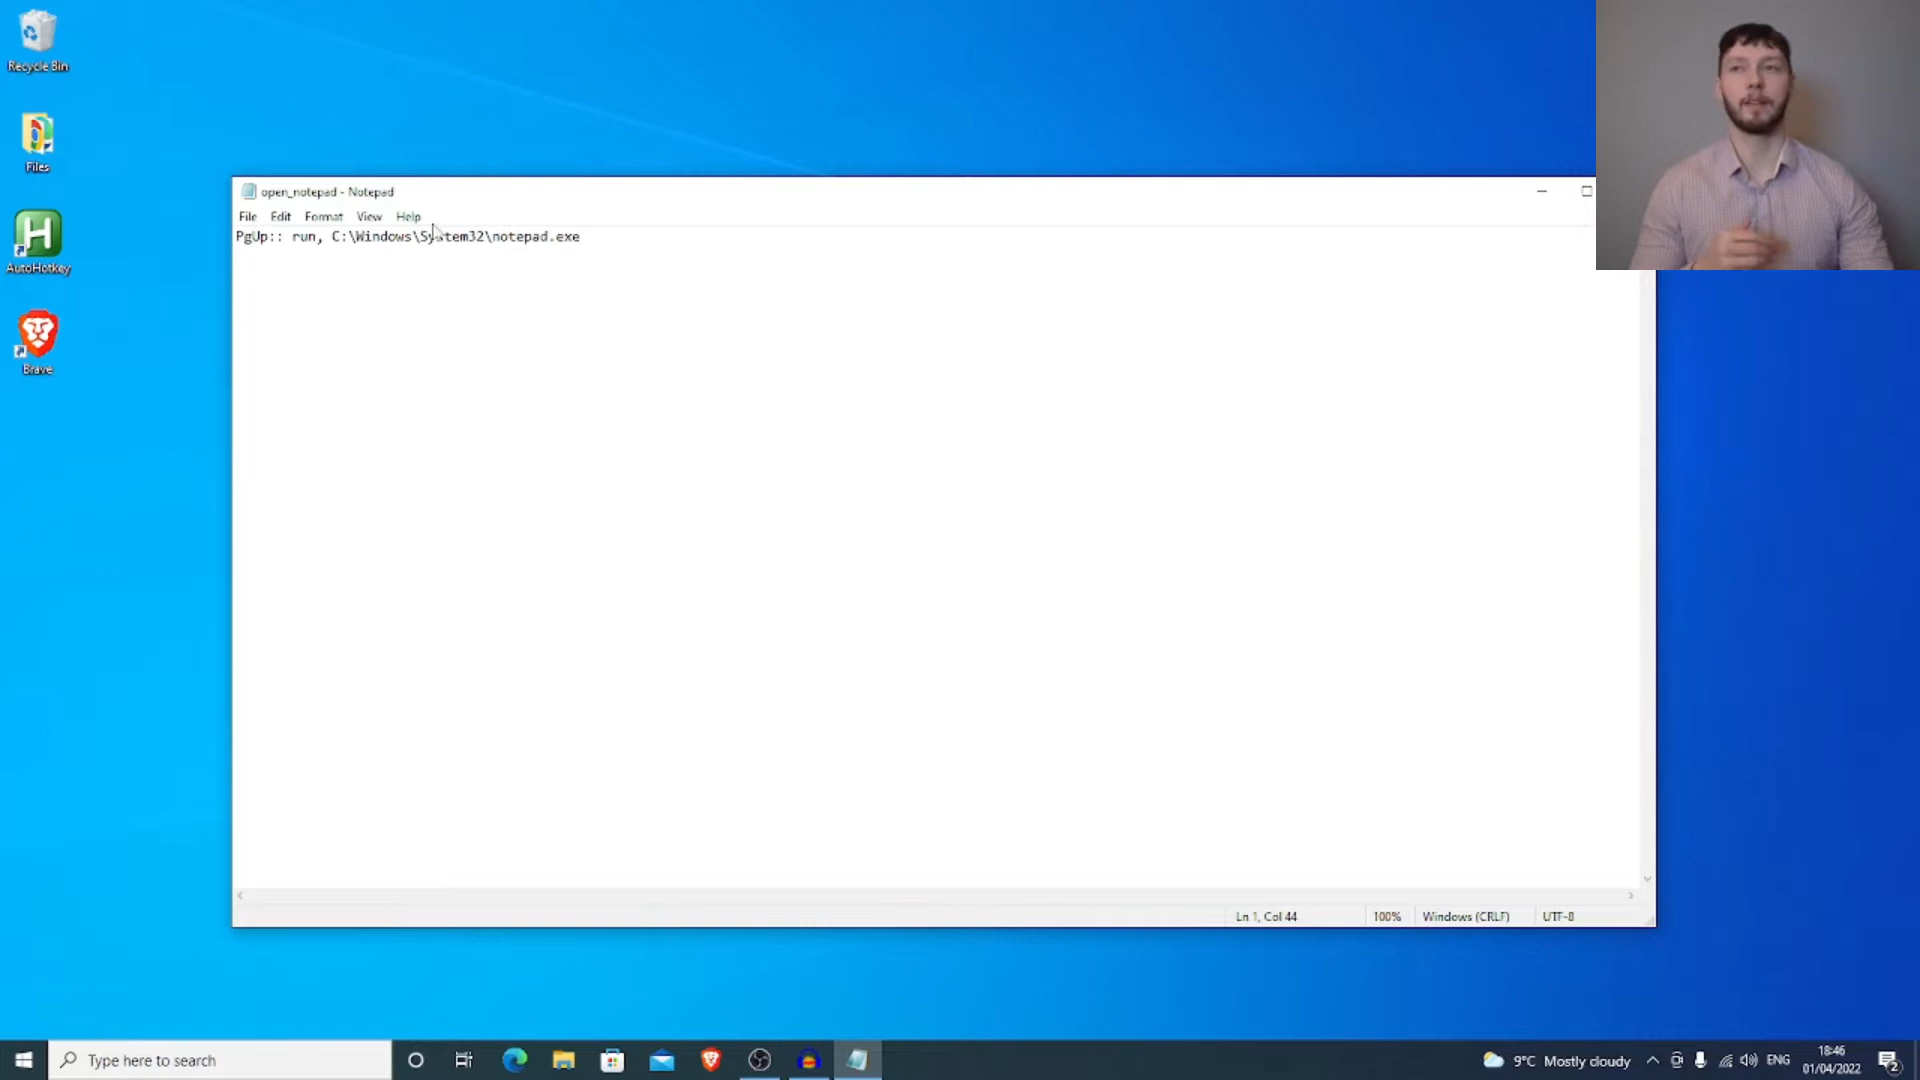 Recycle Bin
Files
AutoHotkey
Brave
open_notepad - Notepad
File Edit Format View Help
PgUp:: run, C:\Windows\System32\notepad.exe
Ln 1, Col 44
100%
Windows (CRLF)
UTF-8
Type here to search
9°C Mostly cloudy
ENG
18:46
01/04/2022
2